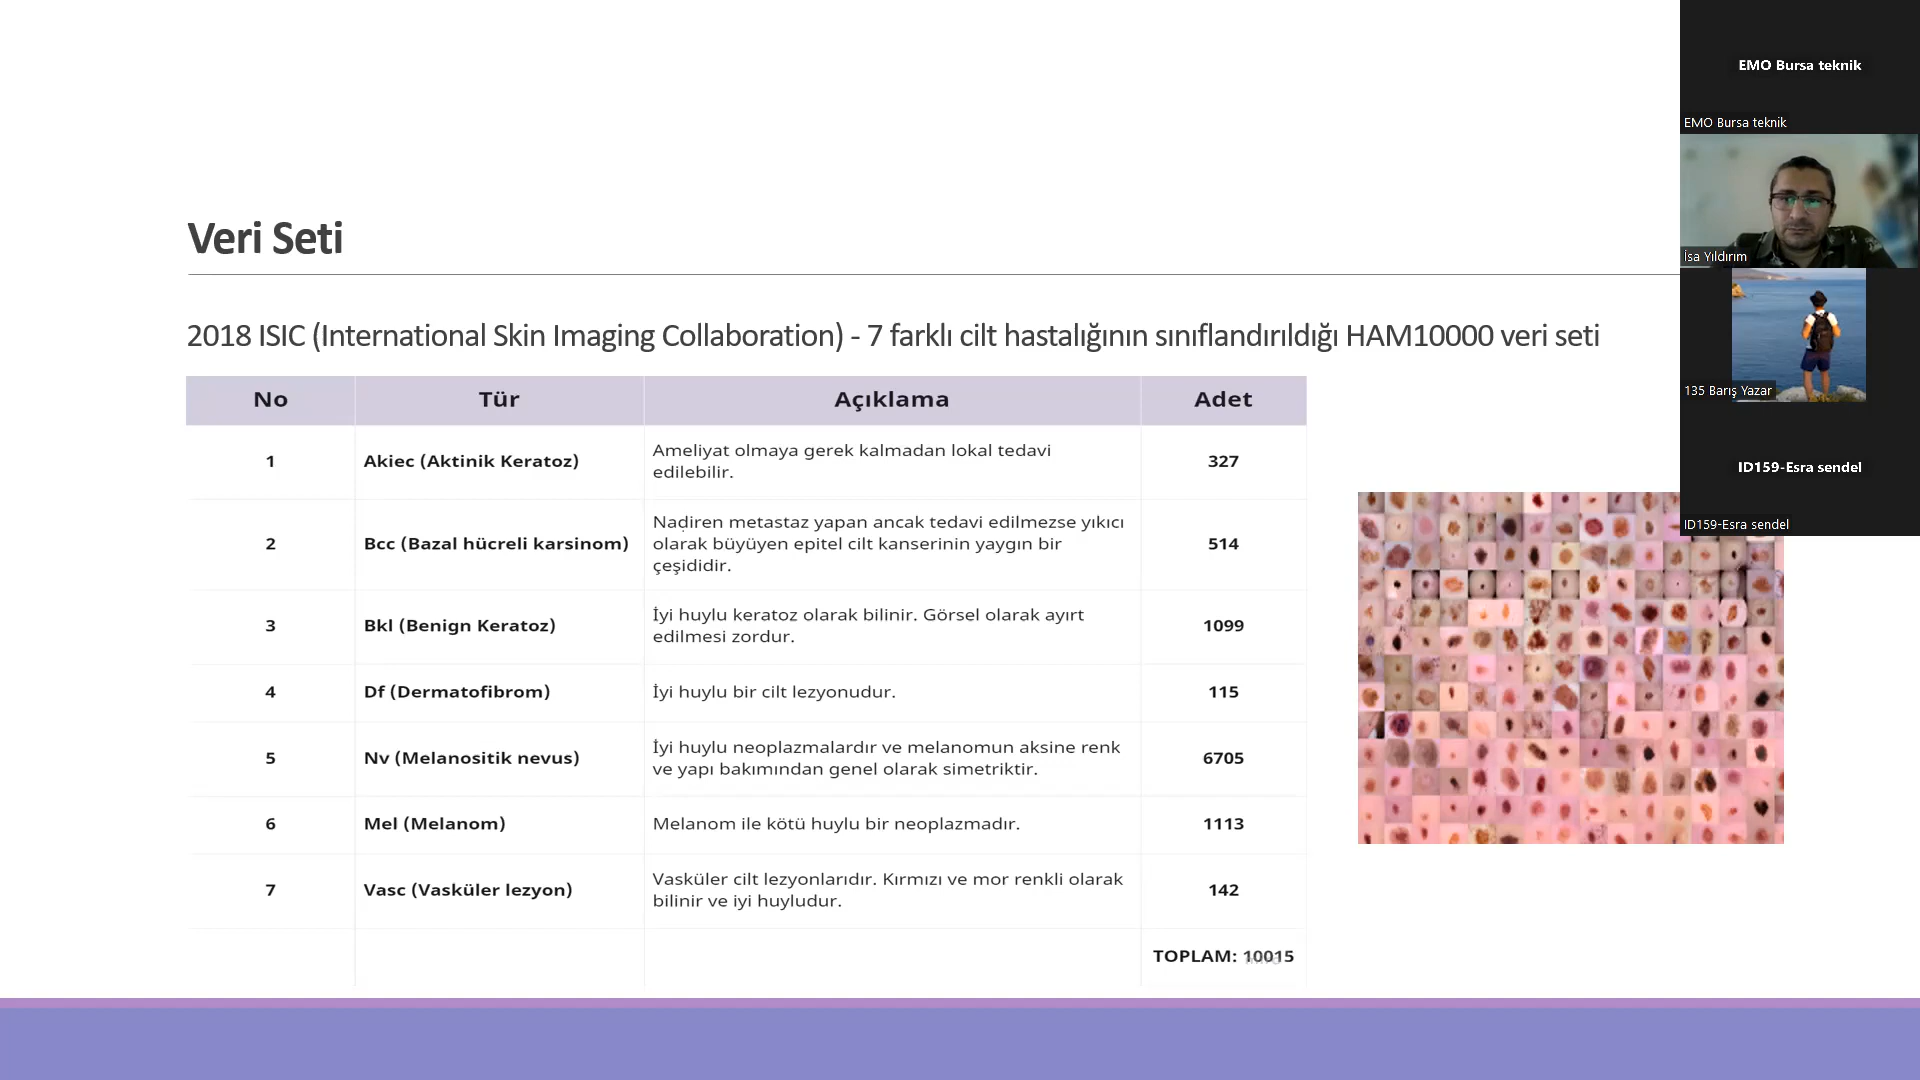 Veri Seti
2018 ISIC (International Skin Imaging Collaboration) - 7 farklı cilt hastalığının sınıflandırıldığı HAM10000 veri seti
No Tür Açıklama Adet
1 Akiec (Aktinik Keratoz) Ameliyat olmaya gerek kalmadan lokal tedavi
edilebilir. 327
2 Bcc (Bazal hücreli karsinom) Nadiren metastaz yapan ancak tedavi edilmezse yıkıcı
olarak büyüyen epitel cilt kanserinin yaygın bir
çeşididir. 514
3 Bkl (Benign Keratoz) İyi huylu keratoz olarak bilinir. Görsel olarak ayırt
edilmesi zordur. 1099
4 Df (Dermatofibrom) İyi huylu bir cilt lezyonudur. 115
5 Nv (Melanositik nevus) İyi huylu neoplazmalardır ve melanomun aksine renk
ve yapı bakımından genel olarak simetriktir. 6705
6 Mel (Melanom) Melanom ile kötü huylu bir neoplazmadır. 1113
7 Vasc (Vasküler lezyon) Vasküler cilt lezyonlarıdır. Kırmızı ve mor renkli olarak
bilinir ve iyi huyludur. 142
TOPLAM: 10015
EMO Bursa teknik
EMO Bursa teknik
İsa Yıldırım
135 Barış Yazar
ID159-Esra sendel
ID159-Esra sendel